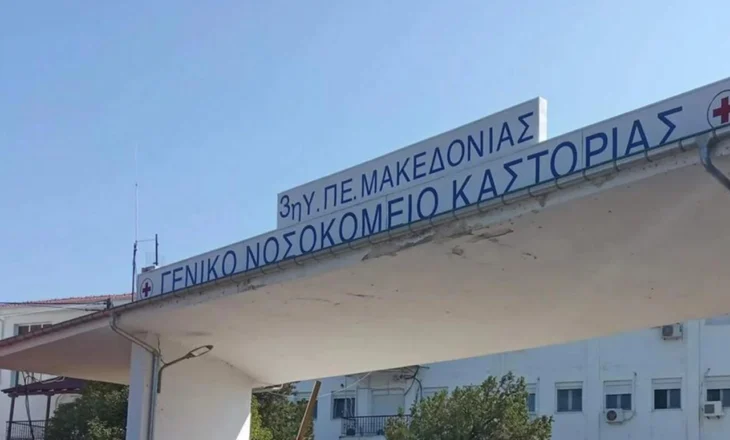 3ηΥ.ΠΕ.ΜΑΚΕΔΟΝΙΑΣ
ΓΕΝΙΚΟ ΝΟΣΟΚΟΜΕΙΟ ΚΑΣΤΟΡΙΑΣ